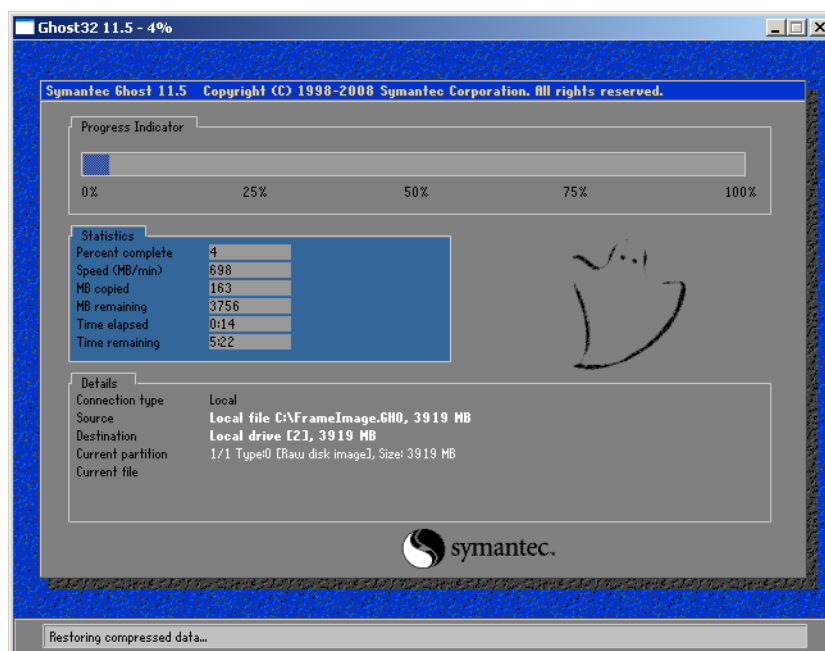 Ghost32 11.5 - 4%
Symantec Ghost 11.5 Copyright (C) 1998-2008 Symantec Corporation. All rights reserved.
Progress Indicator
0% 25% 50% 75% 100%
Statistics
Percent complete 4
Speed (MB/min) 698
MB copied 163
MB remaining 3756
Time elapsed 0:14
Time remaining 5:22
Details
Connection type Local
Source Local file C:\FrameImage.GHO, 3919 MB
Destination Local drive [2], 3919 MB
Current partition 1/1 Type:0 [Raw disk image], Size: 3919 MB
Current file
symantec.
Restoring compressed data...